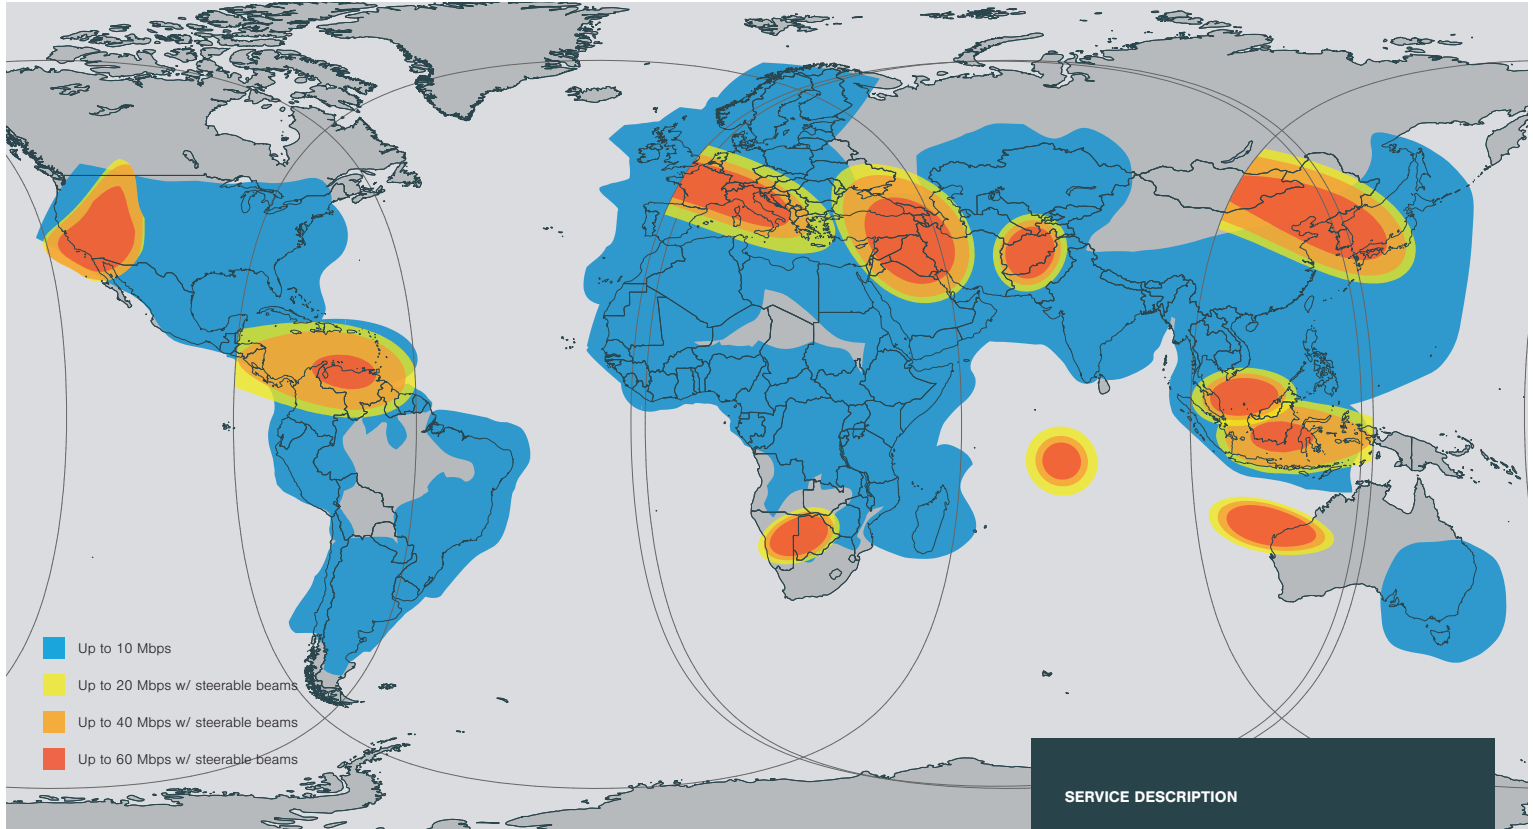 Up to 10 Mbps
Up to 20 Mbps w/ steerable beams
Up to 40 Mbps w/ steerable beams
Up to 60 Mbps w/ steerable beams
SERVICE DESCRIPTION